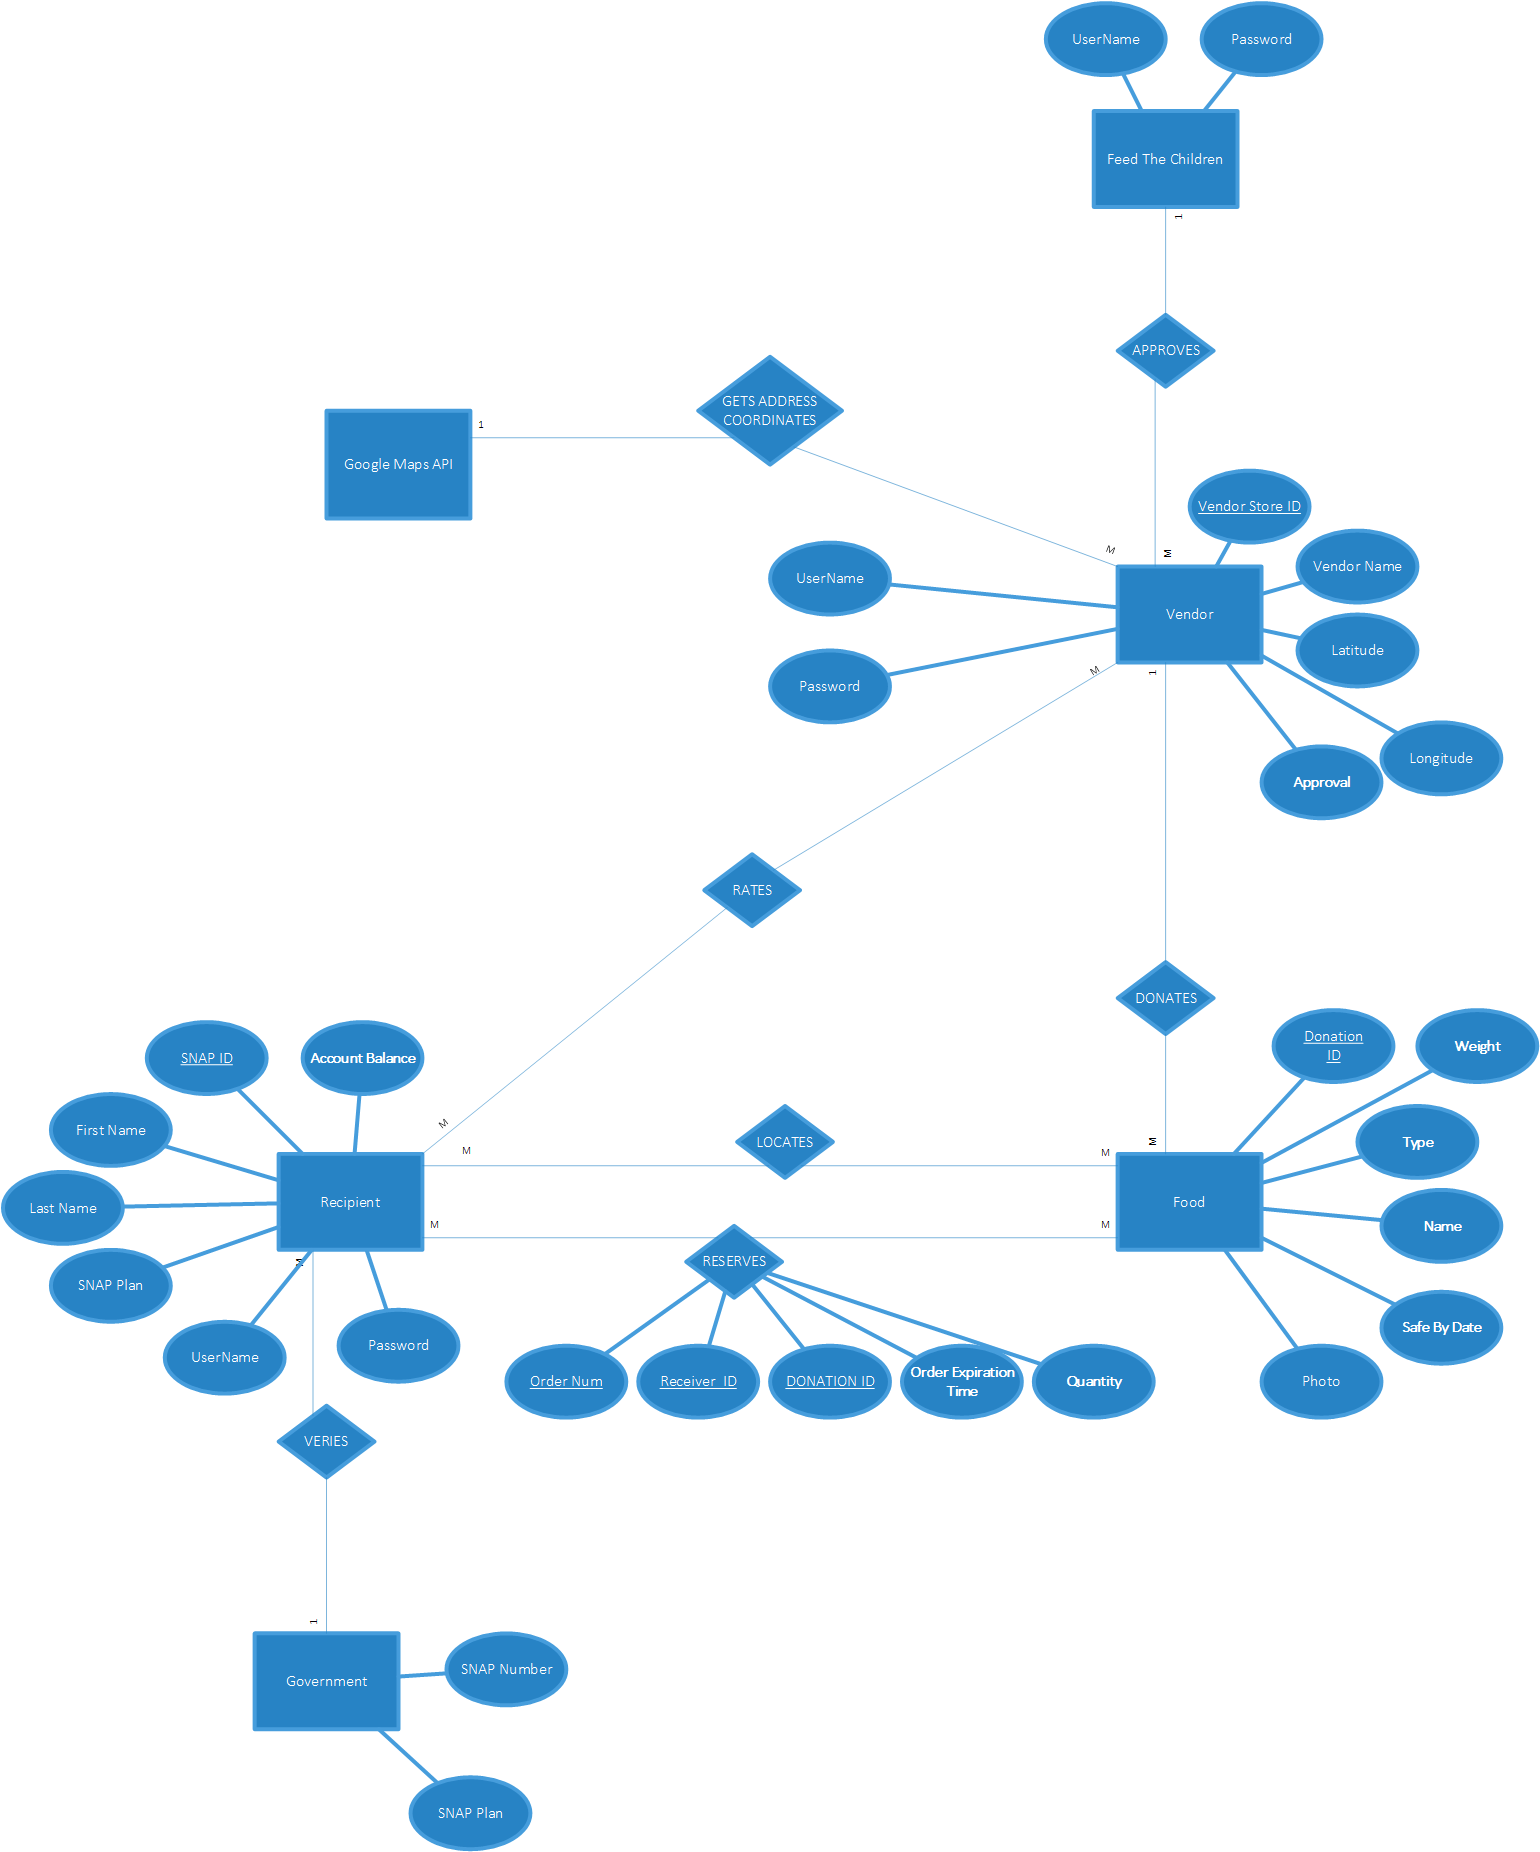 UserName
Password
Feed The Children
1
APPROVES
GETS ADDRESS
COORDINATES
1
Google Maps API
Vendor Store ID
M
M
Vendor Name
UserName
Vendor
Latitude
Password
M
1
Longitude
Approval
RATES
DONATES
Donation
ID
Weight
SNAP ID
Account Balance
First Name
M
LOCATES
M
Type
M
M
Recipient
Food
Last Name
M
M
Name
M
RESERVES
SNAP Plan
Safe By Date
UserName
Password
Order Num
Receiver  ID
DONATION ID
Order Expiration
Time
Quantity
Photo
VERIES
1
Government
SNAP Number
SNAP Plan